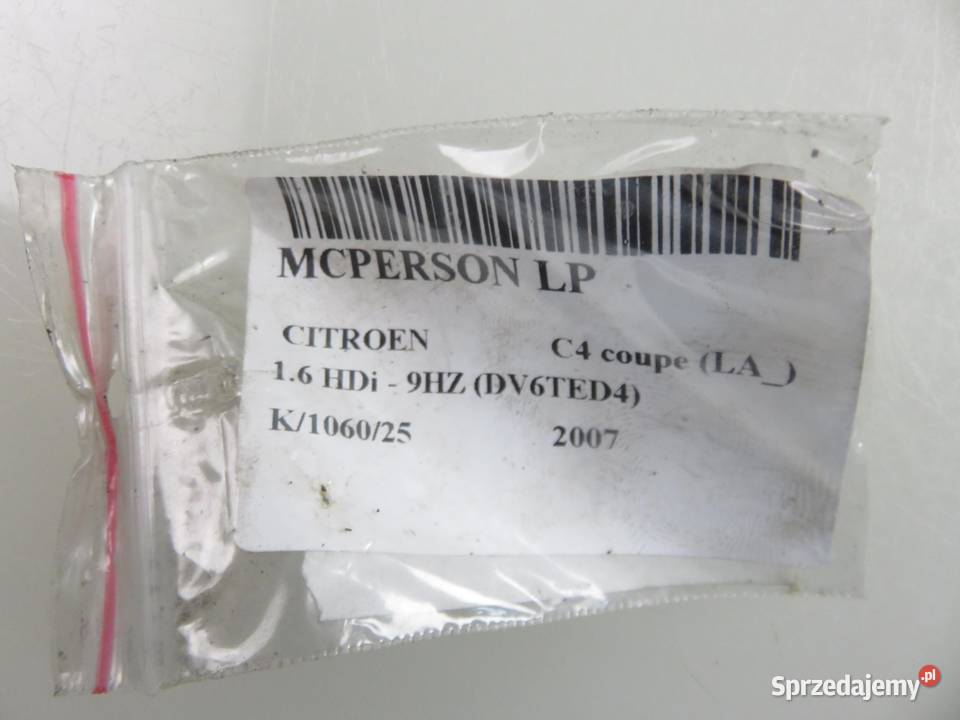 MCPERSON LP
CITROEN C4 coupe (LA_)
1.6 HDi - 9HZ (DV6TED4)
K/1060/25 2007
Sprzedajemy.pl